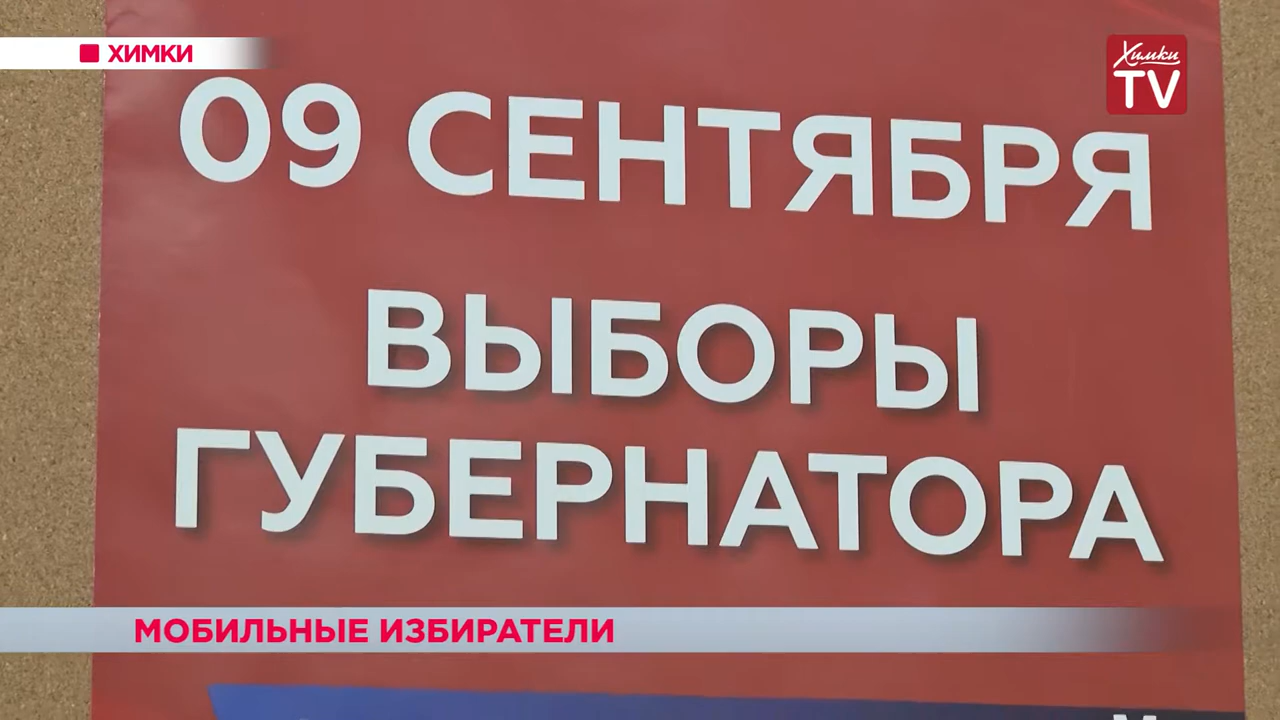 ХИМКИ
Химки
TV
09 СЕНТЯБРЯ
ВЫБОРЫ
ГУБЕРНАТОРА
МОБИЛЬНЫЕ ИЗБИРАТЕЛИ